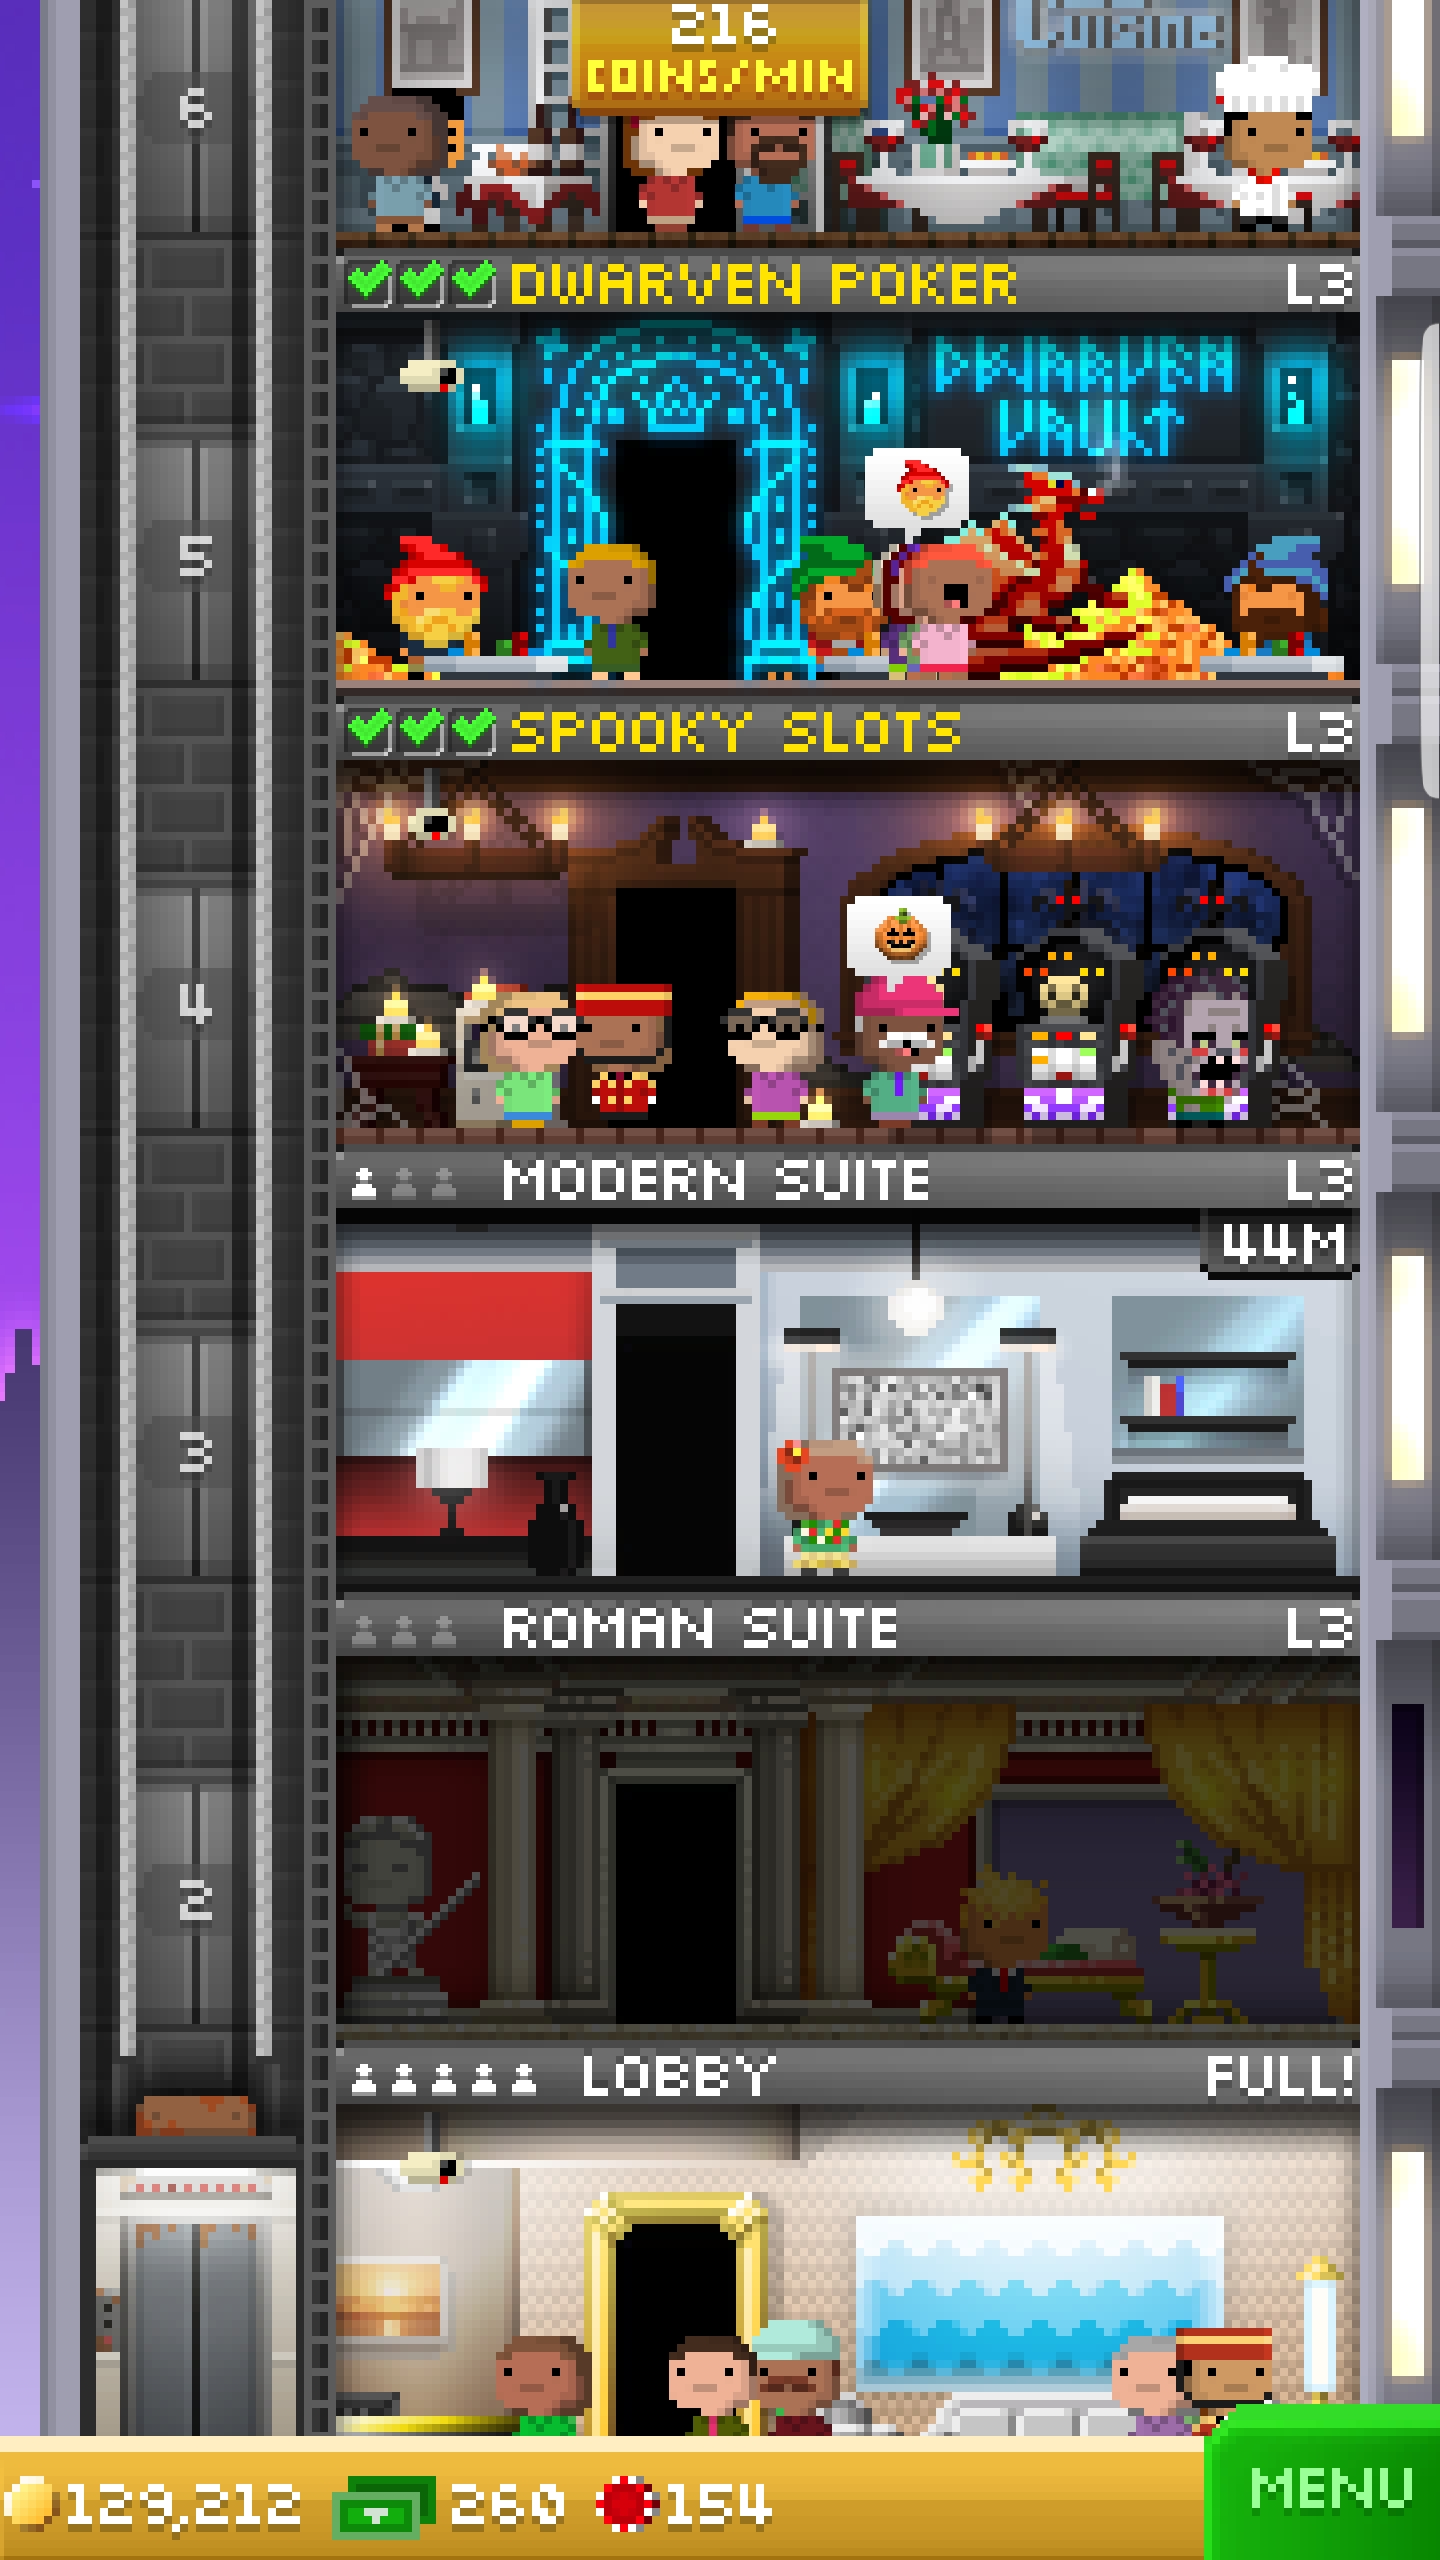 216
COINS/MIN
Cuisine
6
DWARVEN POKER L3
DWARVEN
VAULT
5
SPOOKY SLOTS L3
4
MODERN SUITE L3
44M
3
ROMAN SUITE L3
2
LOBBY FULL!
129,212 260 154
MENU